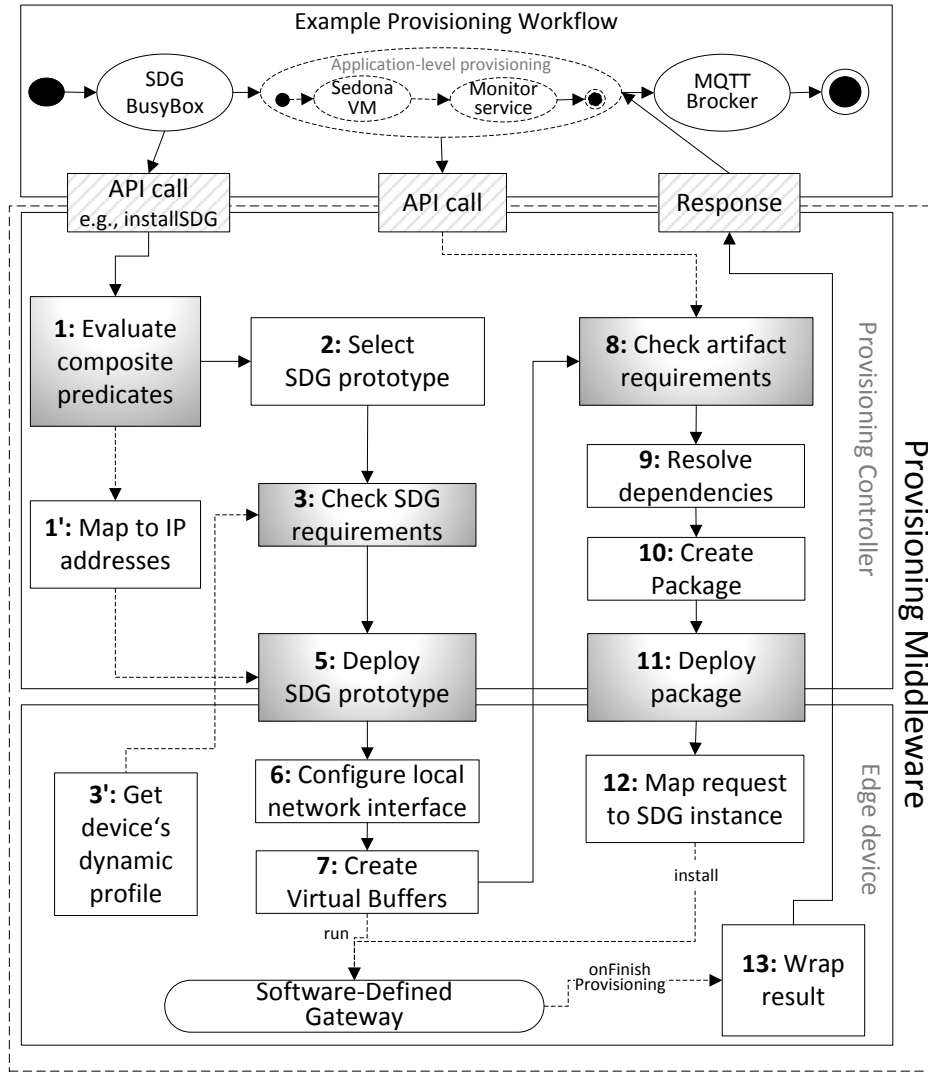 Example Provisioning Workflow
Application-level provisioning
SDG
BusyBox
Sedona
VM
Monitor
service
MQTT
Brocker
API call
e.g., installSDG
API call
Response
1: Evaluate
composite
predicates
2: Select
SDG prototype
8: Check artifact
requirements
9: Resolve
dependencies
3: Check SDG
requirements
1': Map to IP
addresses
10: Create
Package
5: Deploy
SDG prototype
11: Deploy
package
Provisioning Controller
Provisioning Middleware
6: Configure local
network interface
12: Map request
to SDG instance
3': Get
device‘s
dynamic
profile
7: Create
Virtual Buffers
Edge device
install
run
onFinish
Provisioning
13: Wrap
result
Software-Defined
Gateway